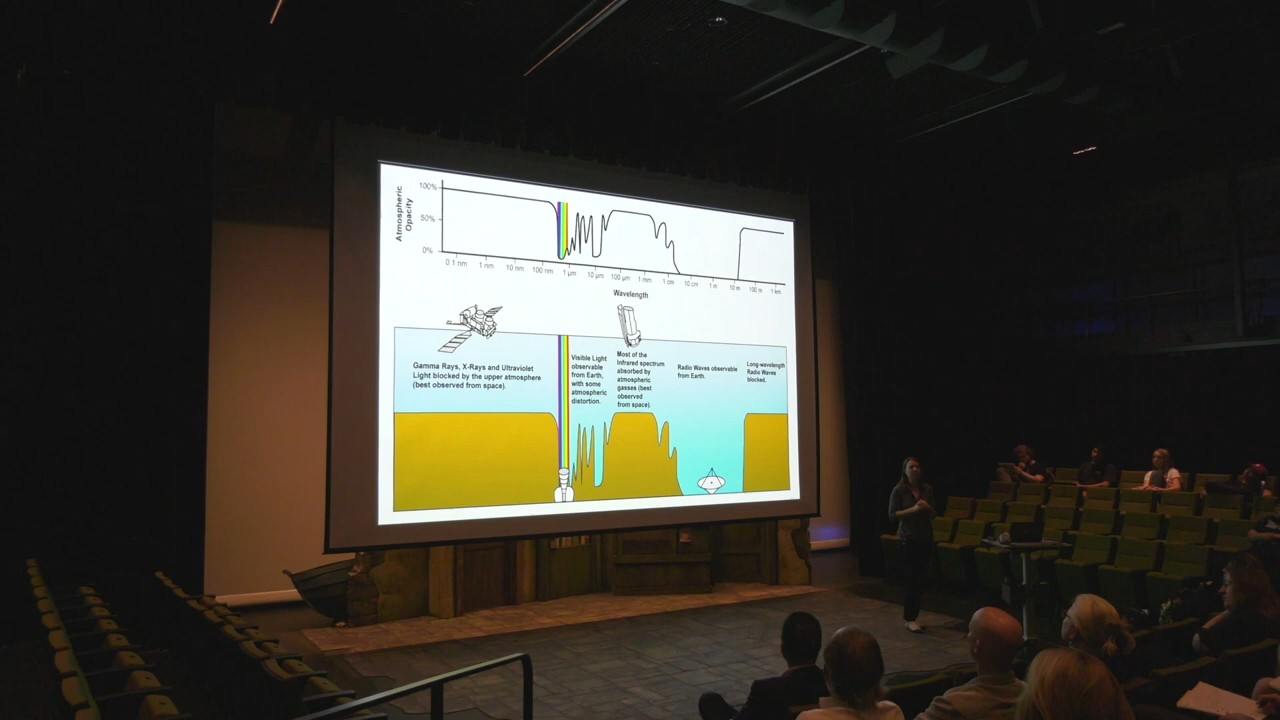 Atmospheric
Opacity
100%
50%
0%
0.1 nm
1 nm
10 nm
100 nm
1 μm
10 μm
100 μm
1 mm
1 cm
10 cm
1 m
10 m
100 m
1 km
Wavelength
Gamma Rays, X-Rays and Ultraviolet
Light blocked by the upper atmosphere
(best observed from space).
Visible Light
observable
from Earth,
with some
atmospheric
distortion.
Most of the
Infrared spectrum
absorbed by
atmospheric
gasses (best
observed
from space).
Radio Waves observable
from Earth.
Long-wavelength
Radio Waves
blocked.